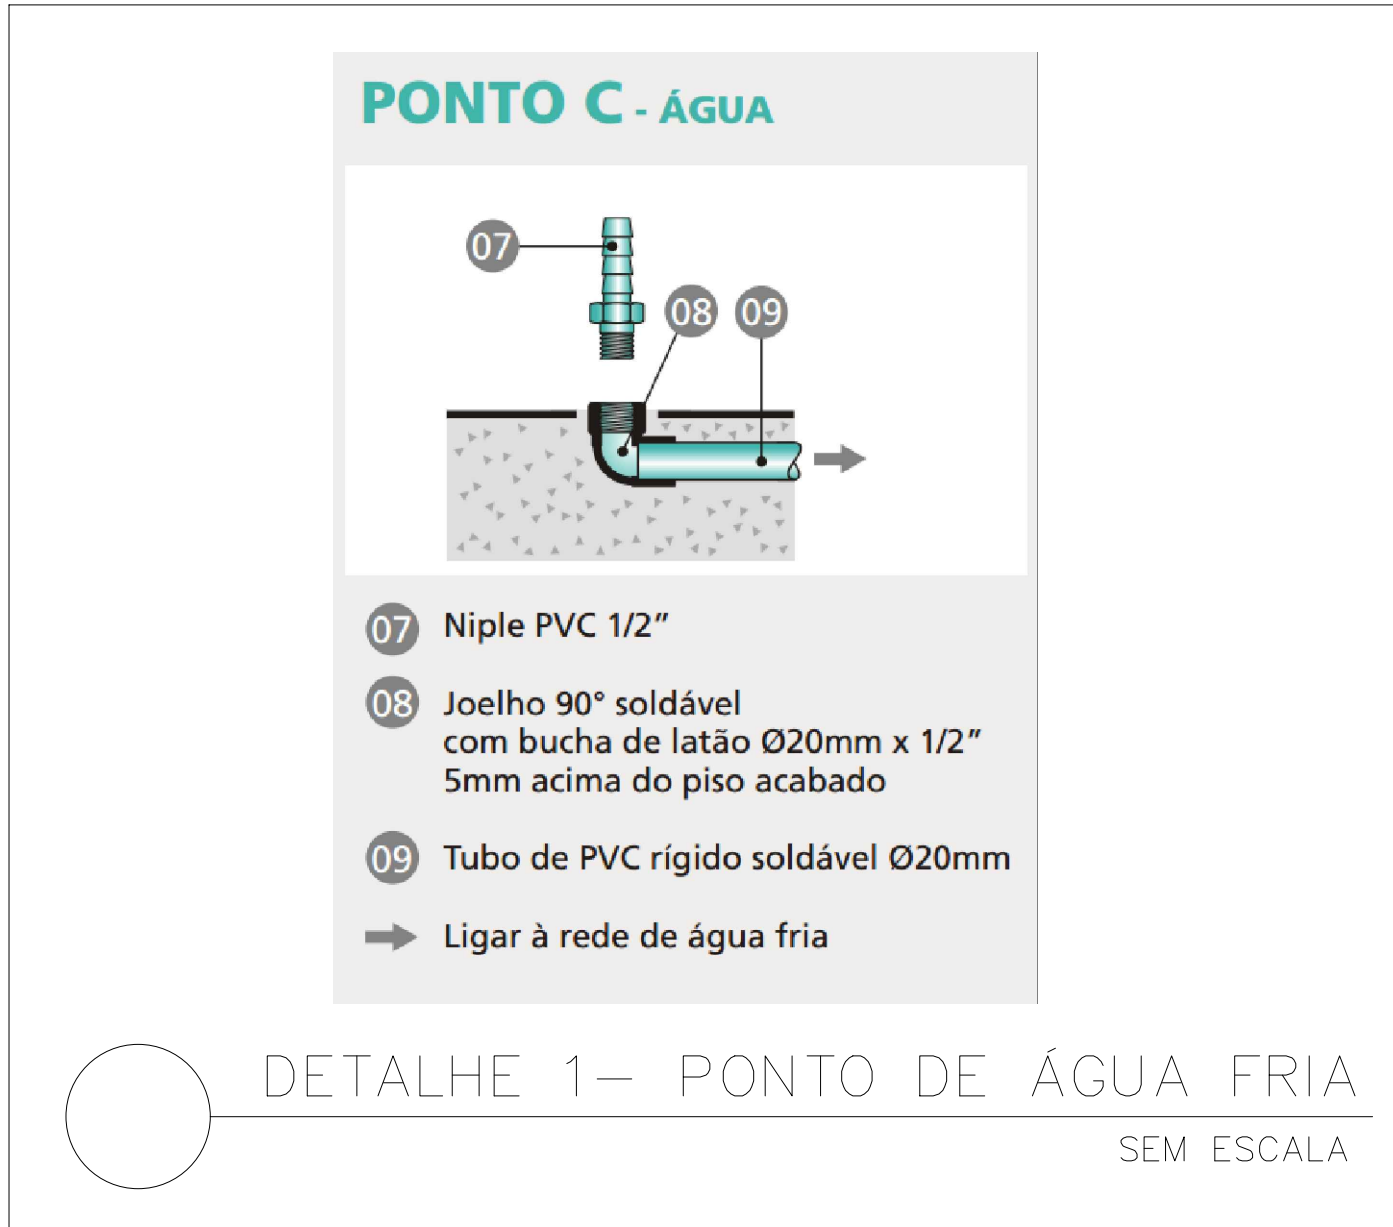 PONTO C - ÁGUA
07
08
09
07 Niple PVC 1/2"
08 Joelho 90° soldável
com bucha de latão Ø20mm x 1/2"
5mm acima do piso acabado
09 Tubo de PVC rígido soldável Ø20mm
Ligar à rede de água fria
DETALHE 1- PONTO DE ÁGUA FRIA
SEM ESCALA